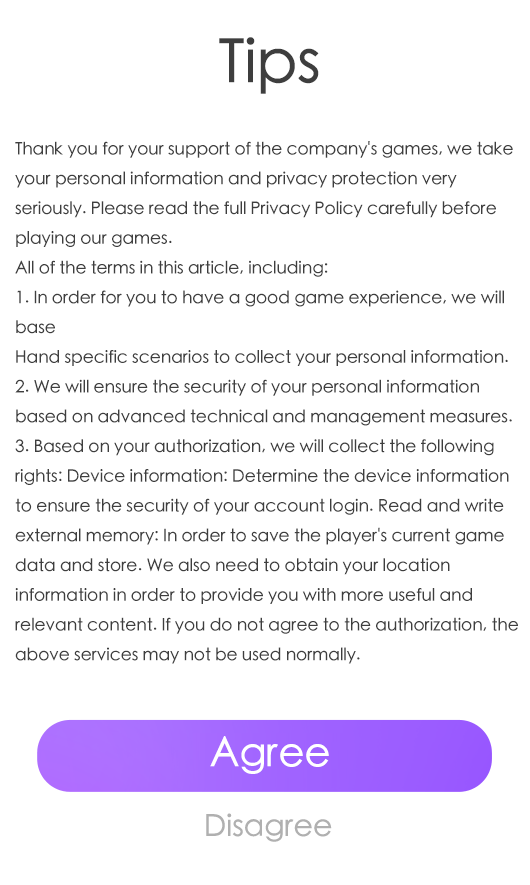 Tips
Thank you for your support of the company's games, we take
your personal information and privacy protection very
seriously. Please read the full Privacy Policy carefully before
playing our games.
All of the terms in this article, including:
1. In order for you to have a good game experience, we will
base
Hand specific scenarios to collect your personal information.
2. We will ensure the security of your personal information
based on advanced technical and management measures.
3. Based on your authorization, we will collect the following
rights: Device information: Determine the device information
to ensure the security of your account login. Read and write
external memory: In order to save the player's current game
data and store. We also need to obtain your location
information in order to provide you with more useful and
relevant content. If you do not agree to the authorization, the
above services may not be used normally.
Agree
Disagree